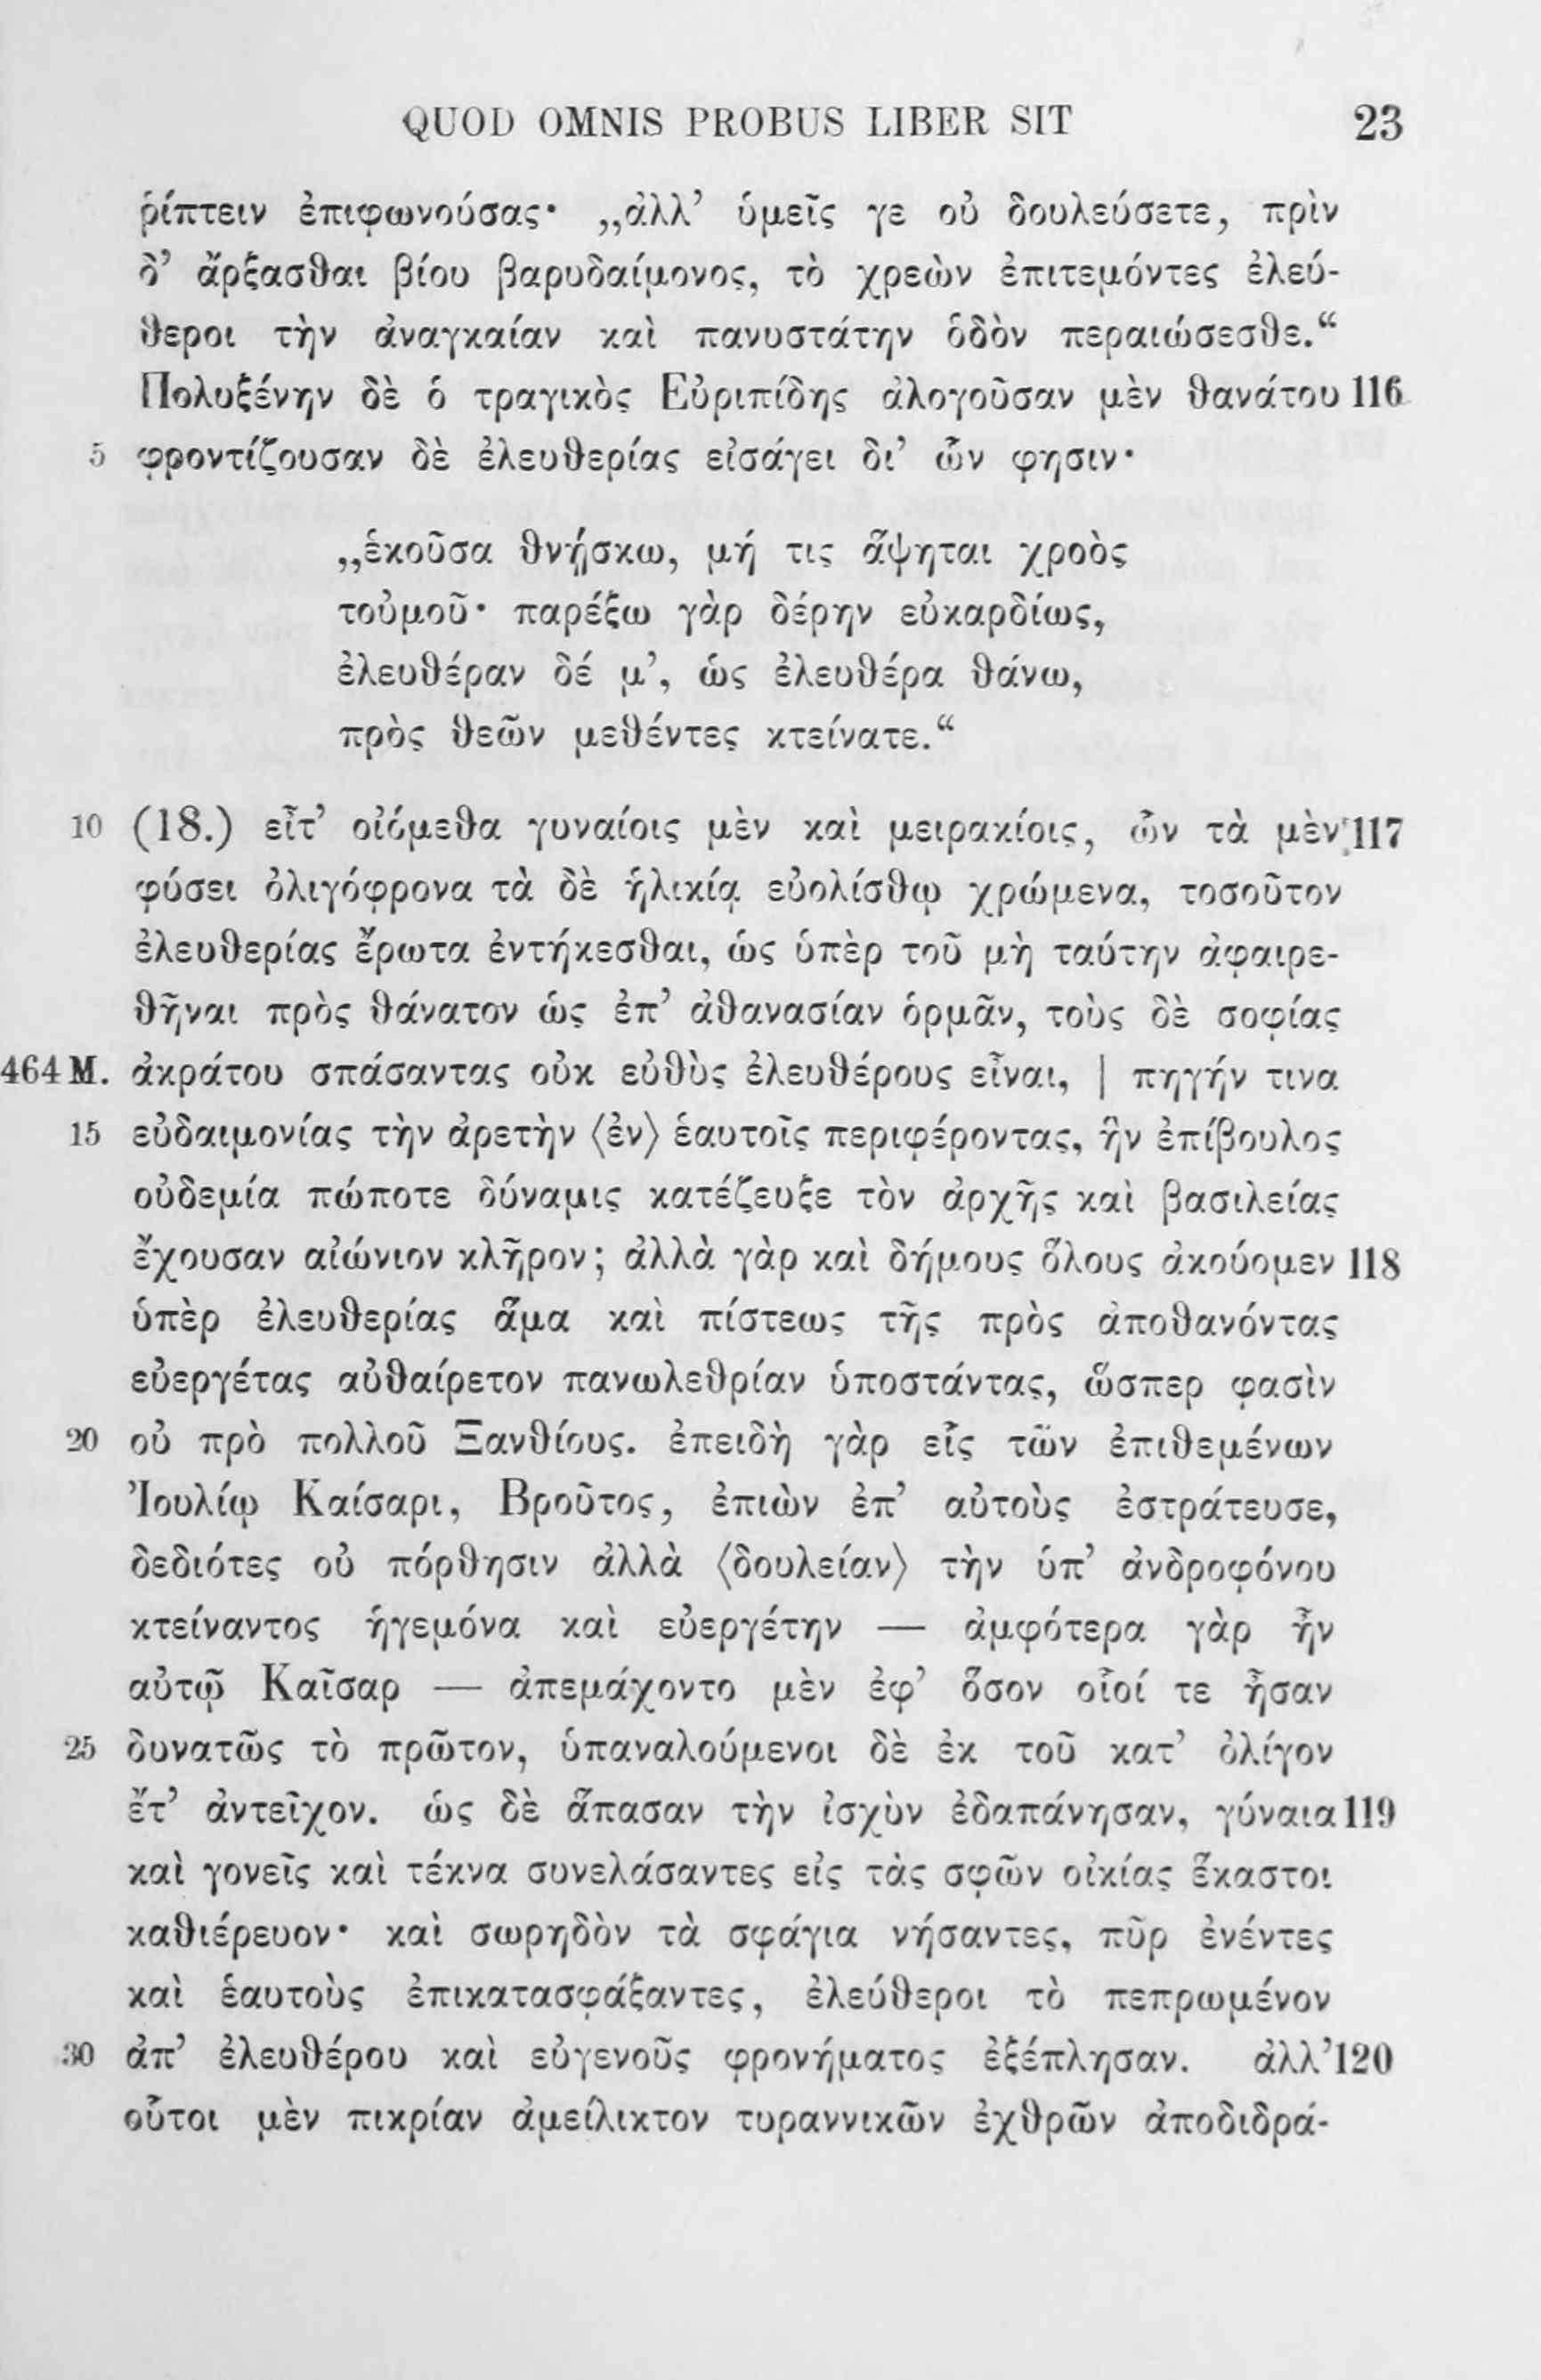 QUOD OMNIS PROBUS LIBER SIT 23
ῥίπτειν ἐπιφωνούσας· „ἀλλ’ ὑμεῖς γε οὐ δουλεύσετε, πρὶν
δ’ ἄρξασθαι βίου βαρυδαίμονος, τὸ χρεὼν ἐπιτεμόντες ἐλεύ-
θεροι τὴν ἀναγκαίαν καὶ πανυστάτην ὁδὸν περαιώσεσθε.“
Πολυξένην δὲ ὁ τραγικὸς Εὐριπίδης ἀλογοῦσαν μὲν θανάτου 116
5 φροντίζουσαν δὲ ἐλευθερίας εἰσάγει δι’ ὧν φησιν·
„ἑκοῦσα θνῄσκω, μή τις ἅψηται χροὸς
τοὐμοῦ· παρέξω γὰρ δέρην εὐκαρδίως,
ἐλευθέραν δέ μ’, ὡς ἐλευθέρα θάνω,
πρὸς θεῶν μεθέντες κτείνατε.“
10 (18.) εἶτ’ οἰόμεθα γυναίοις μὲν καὶ μειρακίοις, ὧν τὰ μὲν 117
φύσει ὀλιγόφρονα τὰ δὲ ἡλικίᾳ εὐολίσθῳ χρώμενα, τοσοῦτον
ἐλευθερίας ἔρωτα ἐντήκεσθαι, ὡς ὑπὲρ τοῦ μὴ ταύτην ἀφαιρε-
θῆναι πρὸς θάνατον ὡς ἐπ’ ἀθανασίαν ὁρμᾶν, τοὺς δὲ σοφίας
464 M. ἀκράτου σπάσαντας οὐκ εὐθὺς ἐλευθέρους εἶναι, | πηγήν τινα
15 εὐδαιμονίας τὴν ἀρετὴν ⟨ἐν⟩ ἑαυτοῖς περιφέροντας, ἣν ἐπίβουλος
οὐδεμία πώποτε δύναμις κατέζευξε τὸν ἀρχῆς καὶ βασιλείας
ἔχουσαν αἰώνιον κλῆρον; ἀλλὰ γὰρ καὶ δήμους ὅλους ἀκούομεν 118
ὑπὲρ ἐλευθερίας ἅμα καὶ πίστεως τῆς πρὸς ἀποθανόντας
εὐεργέτας αὐθαίρετον πανωλεθρίαν ὑποστάντας, ὥσπερ φασὶν
20 οὐ πρὸ πολλοῦ Ξανθίους. ἐπειδὴ γὰρ εἷς τῶν ἐπιθεμένων
Ἰουλίῳ Καίσαρι, Βροῦτος, ἐπιὼν ἐπ’ αὐτοὺς ἐστράτευσε,
δεδιότες οὐ πόρθησιν ἀλλὰ ⟨δουλείαν⟩ τὴν ὑπ’ ἀνδροφόνου
κτείναντος ἡγεμόνα καὶ εὐεργέτην — ἀμφότερα γὰρ ἦν
αὐτῷ Καῖσαρ — ἀπεμάχοντο μὲν ἐφ’ ὅσον οἷοί τε ἦσαν
25 δυνατῶς τὸ πρῶτον, ὑπαναλούμενοι δὲ ἐκ τοῦ κατ’ ὀλίγον
ἔτ’ ἀντεῖχον. ὡς δὲ ἅπασαν τὴν ἰσχὺν ἐδαπάνησαν, γύναια 119
καὶ γονεῖς καὶ τέκνα συνελάσαντες εἰς τὰς σφῶν οἰκίας ἕκαστοι
καθιέρευον· καὶ σωρηδὸν τὰ σφάγια νήσαντες, πῦρ ἐνέντες
καὶ ἑαυτοὺς ἐπικατασφάξαντες, ἐλεύθεροι τὸ πεπρωμένον
30 ἀπ’ ἐλευθέρου καὶ εὐγενοῦς φρονήματος ἐξέπλησαν. ἀλλ’ 120
οὗτοι μὲν πικρίαν ἀμείλικτον τυραννικῶν ἐχθρῶν ἀποδιδρά-